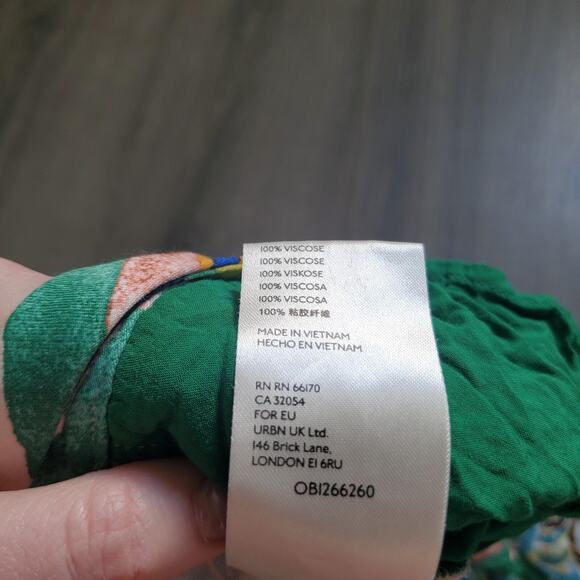 100% VISCOSE
100% VISCOSE
100% VISKOSE
100% VISCOSA
100% VISCOSA
100% 粘胶纤维
MADE IN VIETNAM
HECHO EN VIETNAM
RN RN 66170
CA 32054
FOR EU
URBN UK Ltd.
146 Brick Lane,
LONDON E1 6RU
OB1266260